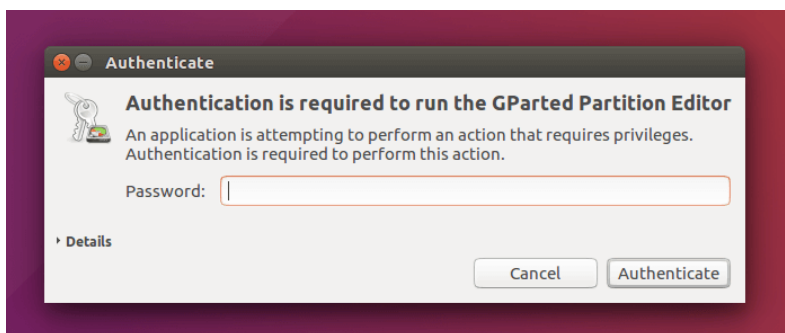 Authenticate
Authentication is required to run the GParted Partition Editor
An application is attempting to perform an action that requires privileges.
Authentication is required to perform this action.
Password:
Details
Cancel Authenticate